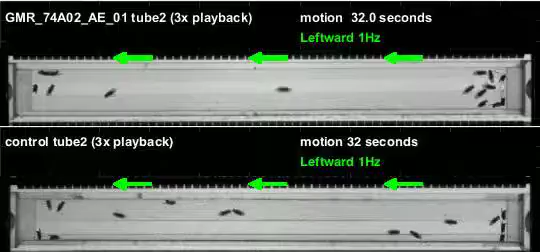 GMR_74A02_AE_01 tube2 (3x playback)
motion  32.0 seconds
Leftward 1Hz
control tube2 (3x playback)
motion 32 seconds
Leftward 1Hz